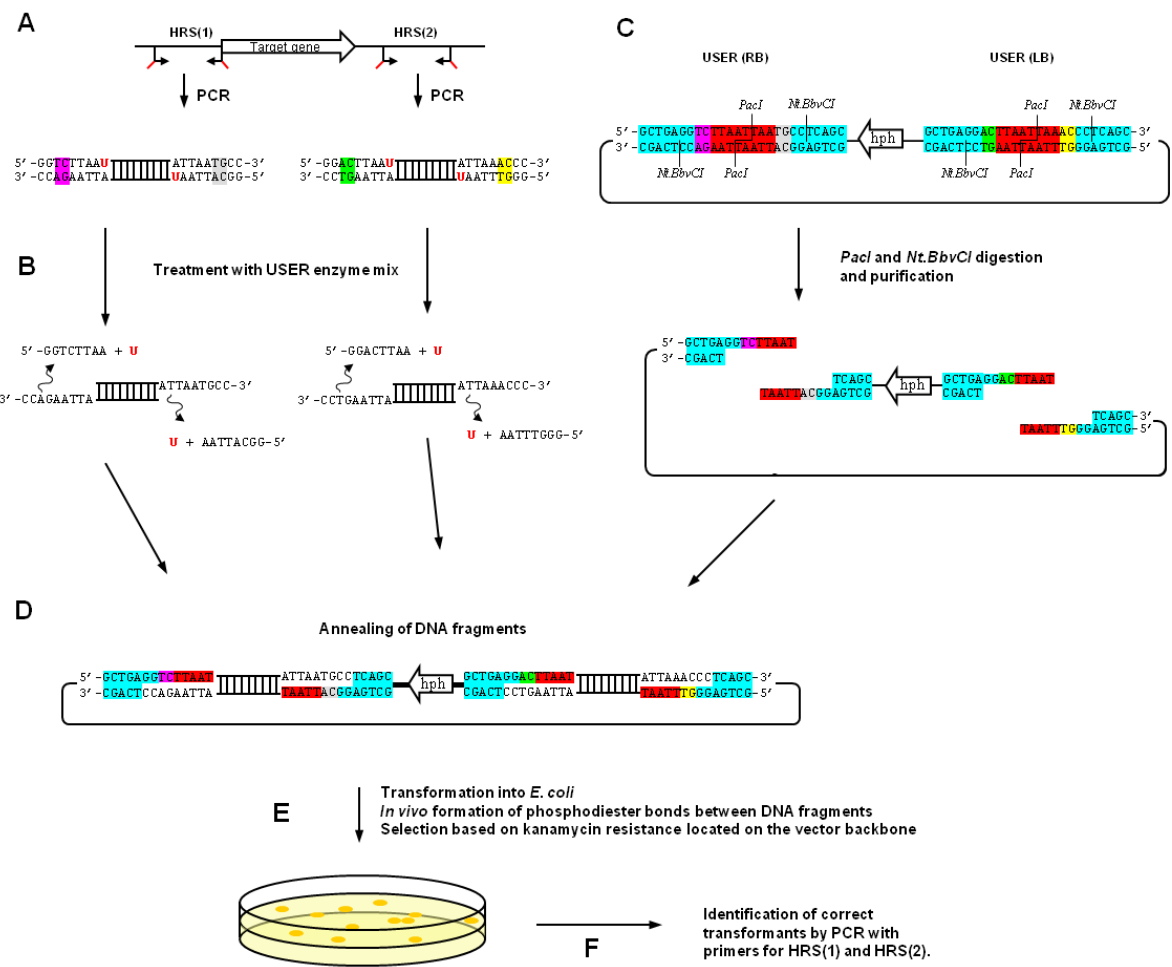 A
HRS(1)
Target gene
HRS(2)
PCR
PCR
5’ -GGTCTTAAU
ATTAATGCC-3’
3’ -CCAGAATTA
UAATTACGG-5’
5’ -GGACTTAAU
ATTAAACCC-3’
3’ -CCTGAATTA
UAATTTGGG-5’
B
Treatment with USER enzyme mix
5’ -GGTCTTAA + U
ATTAATGCC-3’
3’ -CCAGAATTA
U + AATTACGG-5’
5’ -GGACTTAA + U
ATTAAACCC-3’
3’ -CCTGAATTA
U + AATTTGGG-5’
C
USER (RB)
USER (LB)
PacI
Nt.BbvCI
PacI
Nt.BbvCI
5’ -GCTGAGGTCTTAATTAATGCCTCAGC
hph
GCTGAGGACTTAATTAAACCCTCAGC-3’
3’ -CGACTCCAGAATTAATTACGGAGTCG
CGACTCCTGAATTAATTTGGGAGTCG-5’
Nt.BbvCI
PacI
Nt.BbvCI
PacI
PacI and Nt.BbvCI digestion
and purification
5’ -GCTGAGGTCTTAAT
3’ -CGACT
TCAGC
TAATTACGGAGTCG
hph
GCTGAGGACTTAAT
CGACT
TCAGC-3’
TAATTTGGGAGTCG-5’
D
Annealing of DNA fragments
5’ -GCTGAGGTCTTAAT
ATTAATGCCTCAGC
hph
GCTGAGGACTTAAT
ATTAAACCCTCAGC-3’
3’ -CGACTCCAGAATTA
TAATTACGGAGTCG
CGACTCCTGAATTA
TAATTTGGGAGTCG-5’
E
Transformation into E. coli
In vivo formation of phosphodiester bonds between DNA fragments
Selection based on kanamycin resistance located on the vector backbone
F
Identification of correct
transformants by PCR with
primers for HRS(1) and HRS(2).